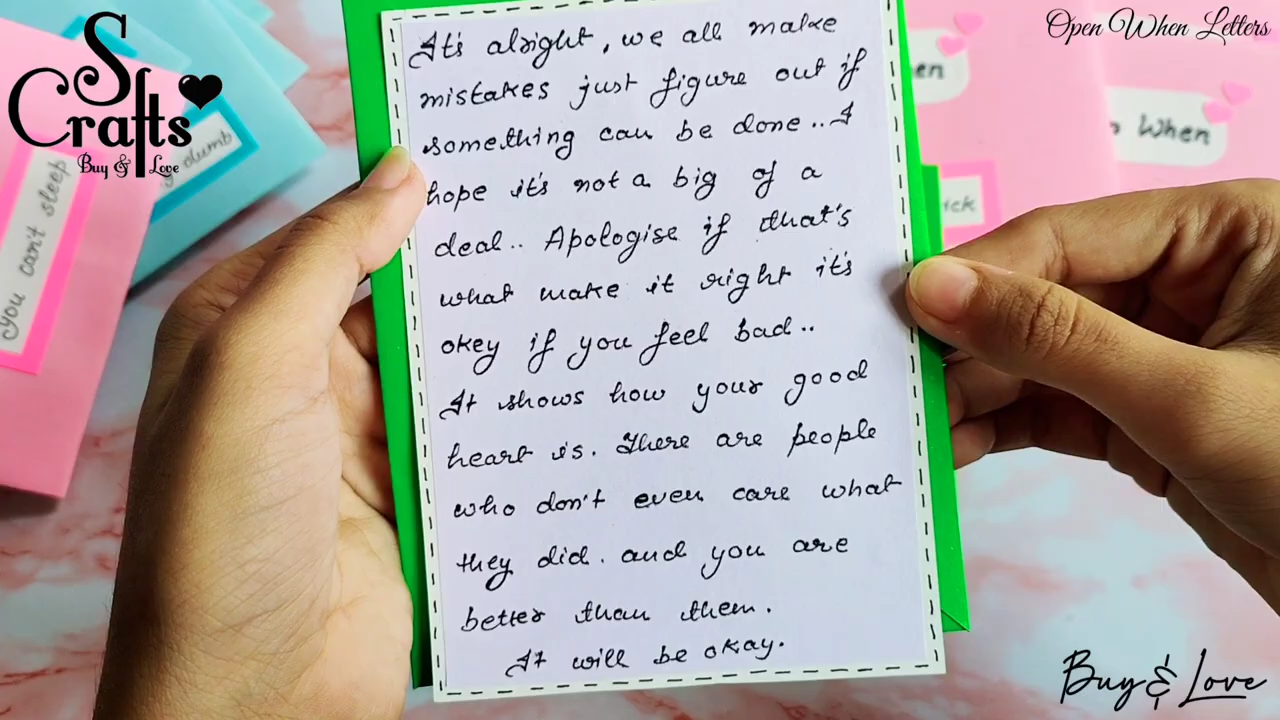 S
Crafts
Buy & Love
Open When Letters
It's alright, we all make
mistakes just figure out if
something can be done.. I
hope it's not a big of a
deal.. Apologise if that's
what make it right it's
okey if you feel bad..
It shows how your good
heart is. There are people
who don't even care what
they did. and you are
better than them.
It will be okay.
you can't sleep
dumb
When
Buy & Love